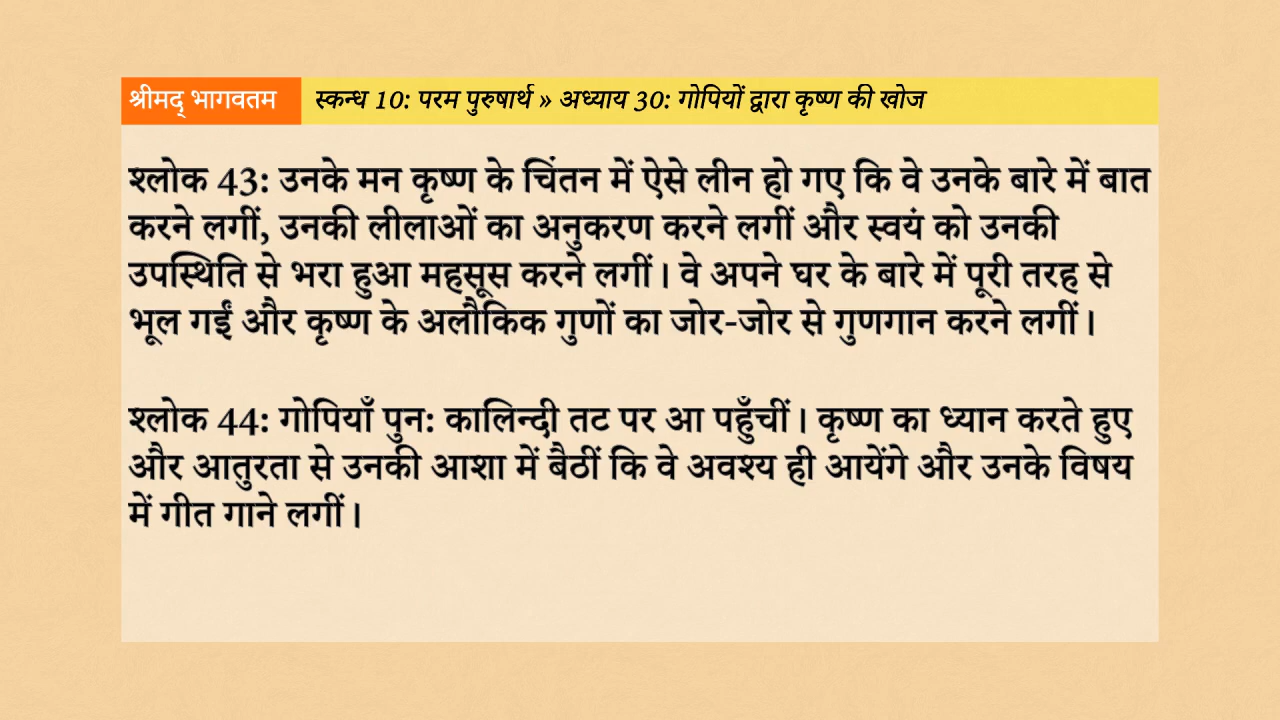 श्रीमद् भागवतम
स्कन्ध 10: परम पुरुषार्थ » अध्याय 30: गोपियों द्वारा कृष्ण की खोज
श्लोक 43: उनके मन कृष्ण के चिंतन में ऐसे लीन हो गए कि वे उनके बारे में बात
करने लगीं, उनकी लीलाओं का अनुकरण करने लगीं और स्वयं को उनकी
उपस्थिति से भरा हुआ महसूस करने लगीं। वे अपने घर के बारे में पूरी तरह से
भूल गईं और कृष्ण के अलौकिक गुणों का जोर-जोर से गुणगान करने लगीं।
श्लोक 44: गोपियाँ पुन: कालिन्दी तट पर आ पहुँचीं। कृष्ण का ध्यान करते हुए
और आतुरता से उनकी आशा में बैठीं कि वे अवश्य ही आयेंगे और उनके विषय
में गीत गाने लगीं।